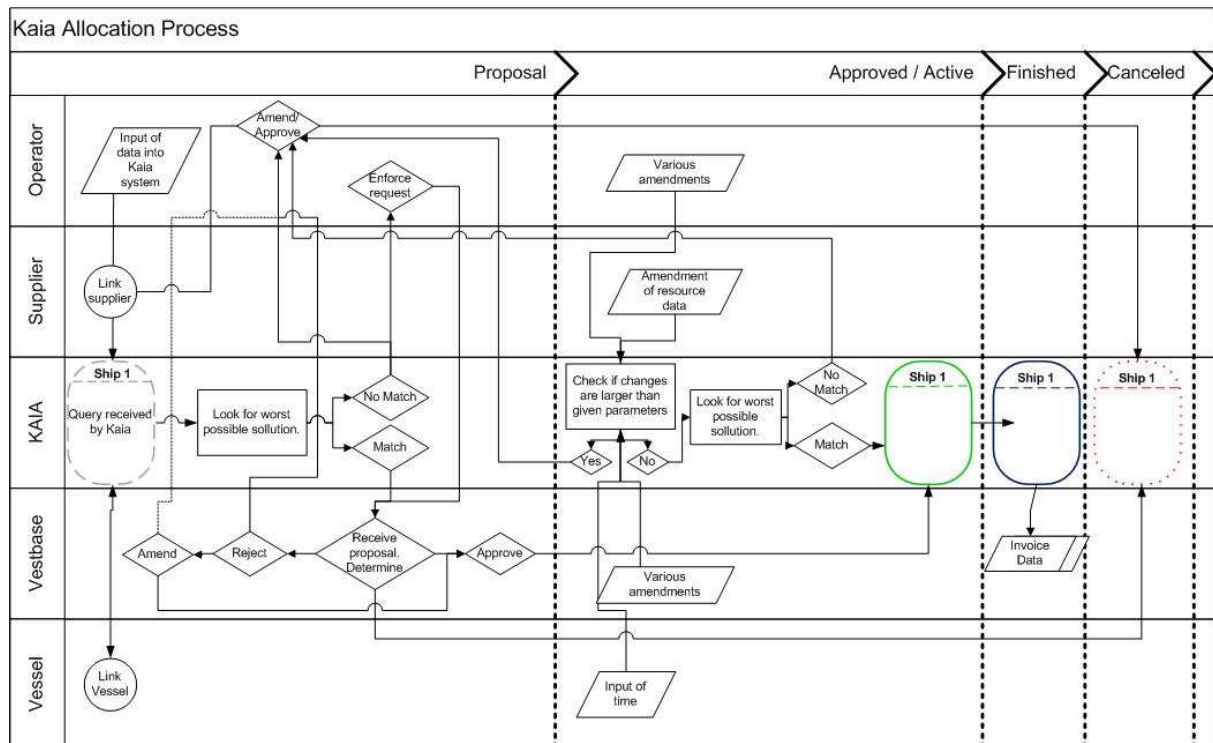 Kaia Allocation Process
Proposal
Approved / Active
Finished
Canceled
Operator
Input of
data into
Kaia
system
Amend/
Approve
Enforce
request
Various
amendments
Supplier
Link
supplier
Amendment
of resource
data
KAIA
Ship 1
Query received
by Kaia
Look for worst
possible sollution.
No Match
Match
Check if changes
are larger than
given parameters
Yes
No
Look for worst
possible
sollution.
No
Match
Match
Ship 1
Ship 1
Ship 1
Vestbase
Amend
Reject
Receive
proposal.
Determine
Approve
Various
amendments
Invoice
Data
Vessel
Link
Vessel
Input of
time